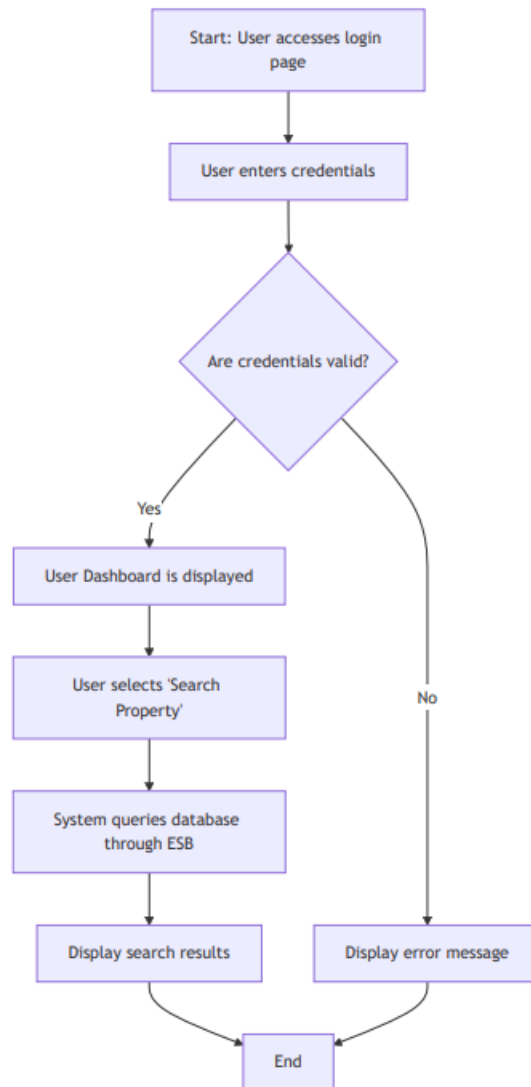 Start: User accesses login
page
User enters credentials
Are credentials valid?
Yes
User Dashboard is displayed
User selects 'Search
Property'
No
System queries database
through ESB
Display search results
Display error message
End